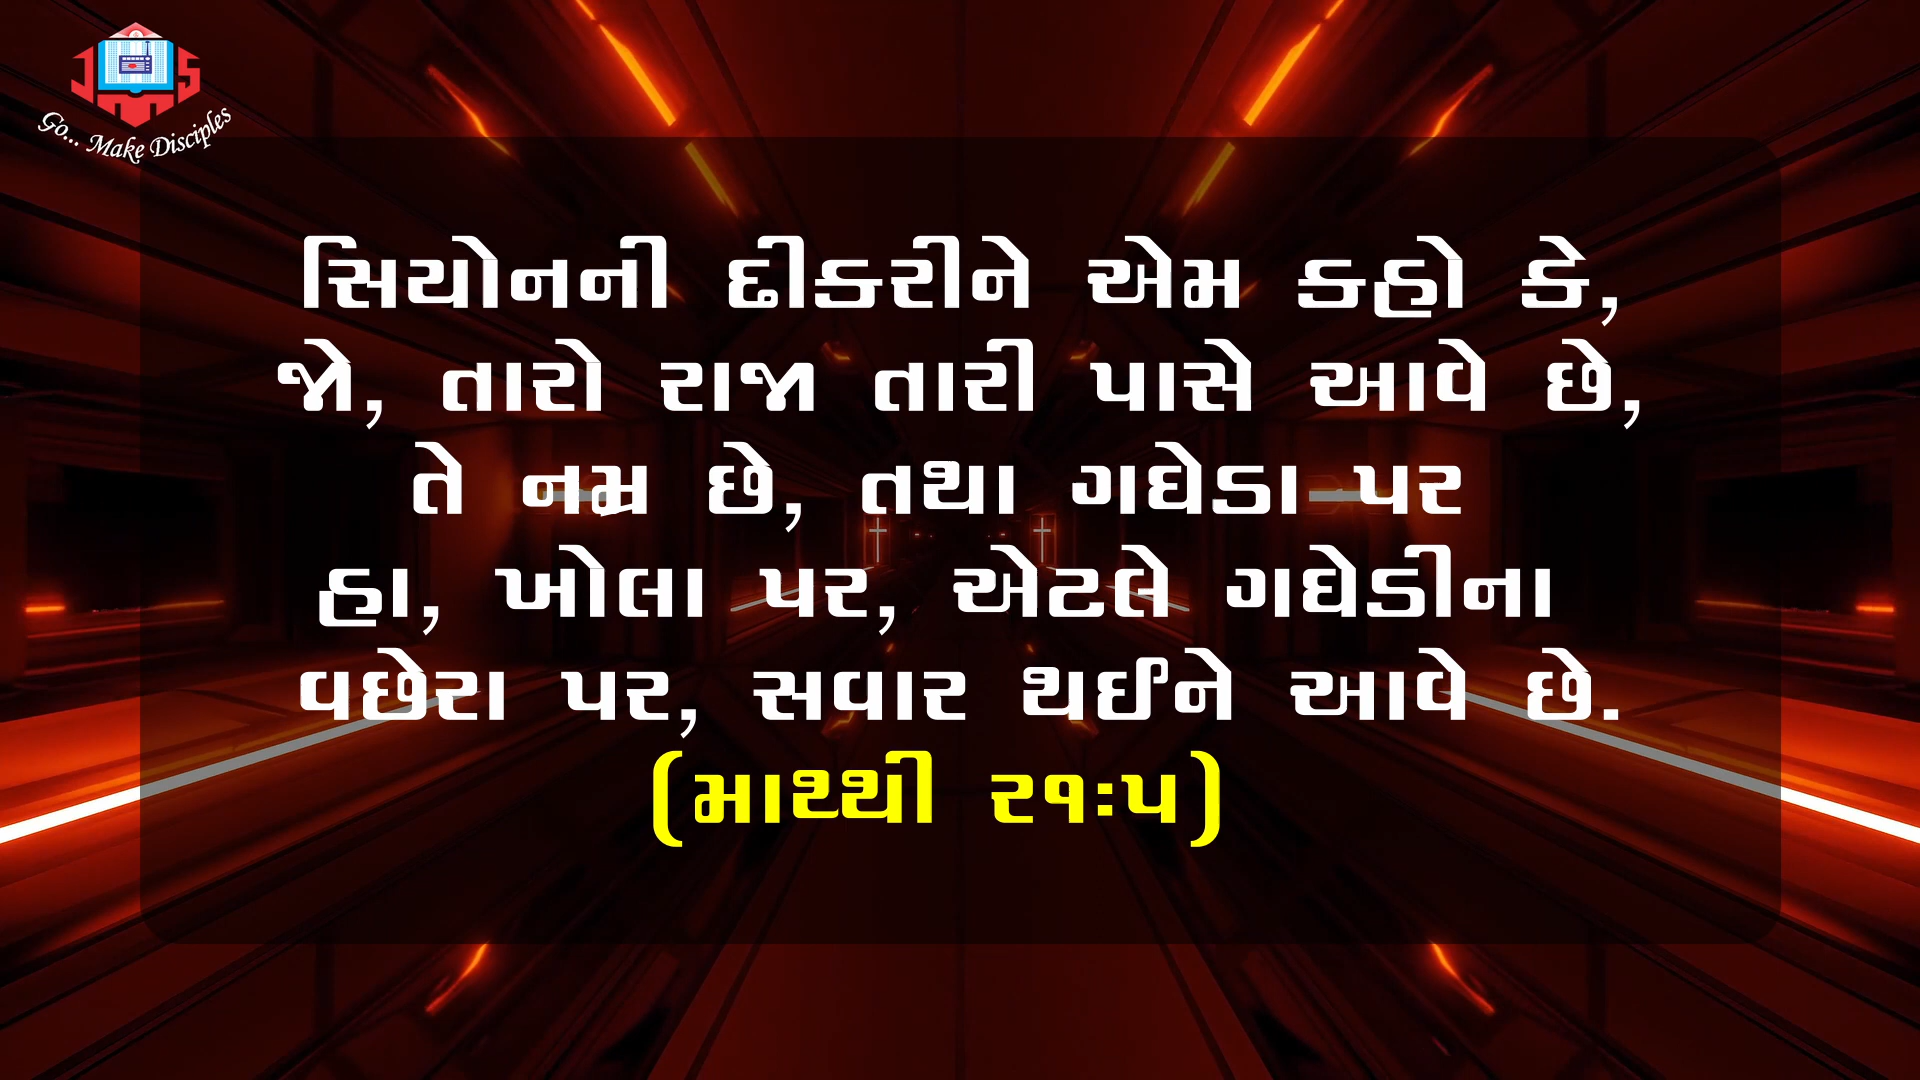 JMS
Go... Make Disciples
સિયોનની દીકરીને એમ કહો કે,
જો, તારો રાજા તારી પાસે આવે છે,
તે નમ્ર છે, તથા ગધેડા પર
હા, ખોલા પર, એટલે ગધેડીના
વછેરા પર, સવાર થઈને આવે છે.
(માથ્થી ૨૧ઃ૫)